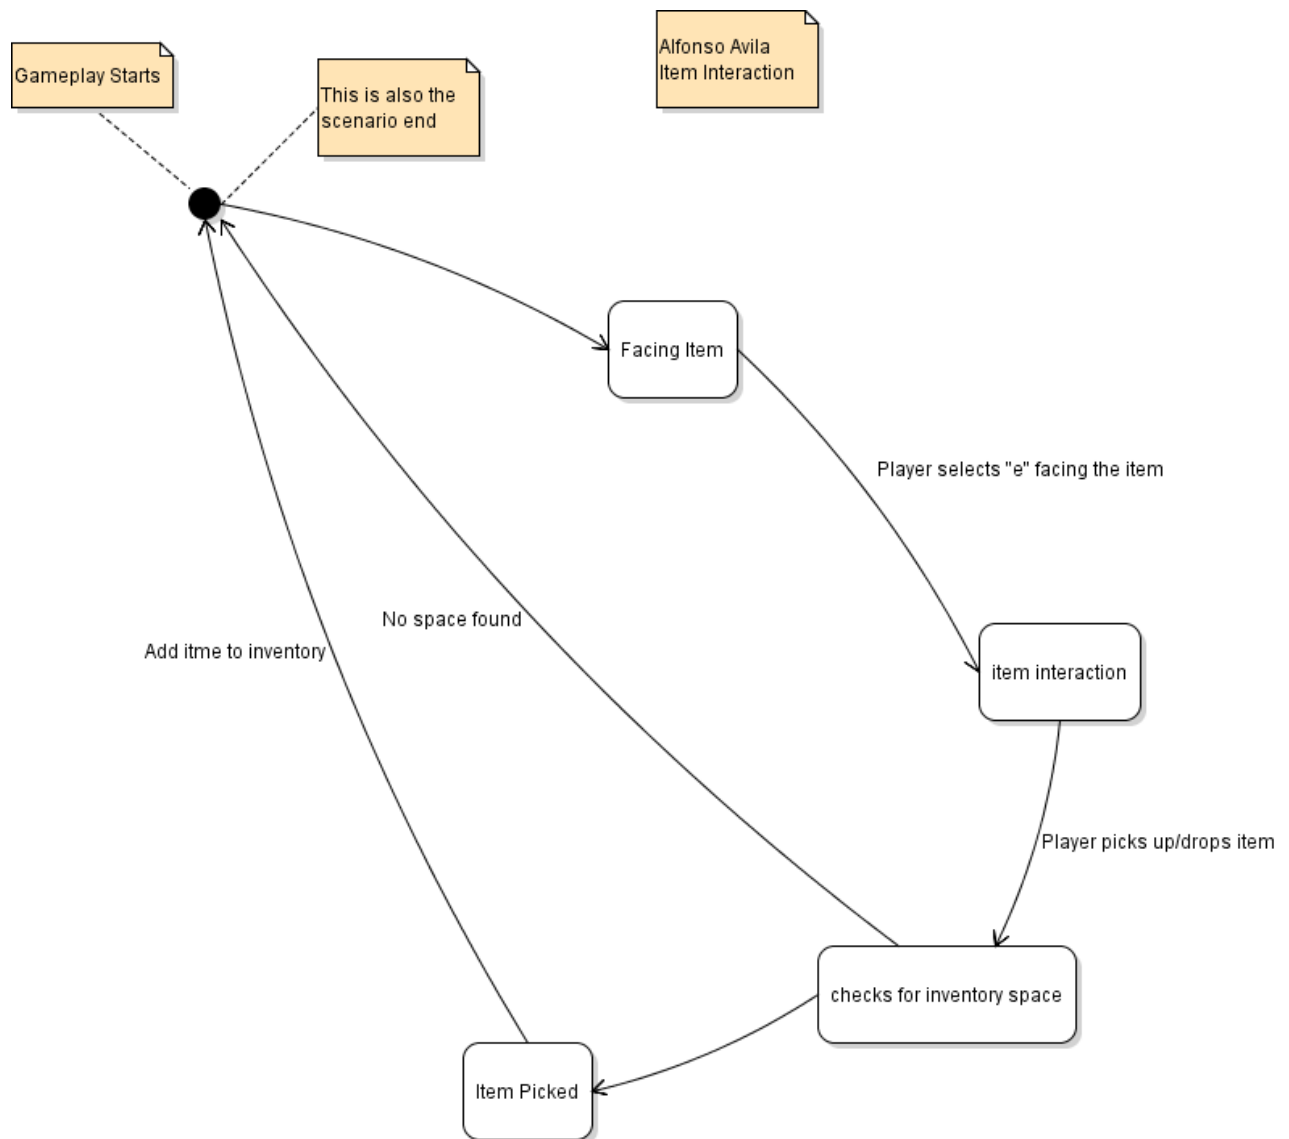 Gameplay Starts
This is also the
scenario end
Alfonso Avila
Item Interaction
Facing Item
Player selects "e" facing the item
No space found
Add itme to inventory
item interaction
Player picks up/drops item
checks for inventory space
Item Picked